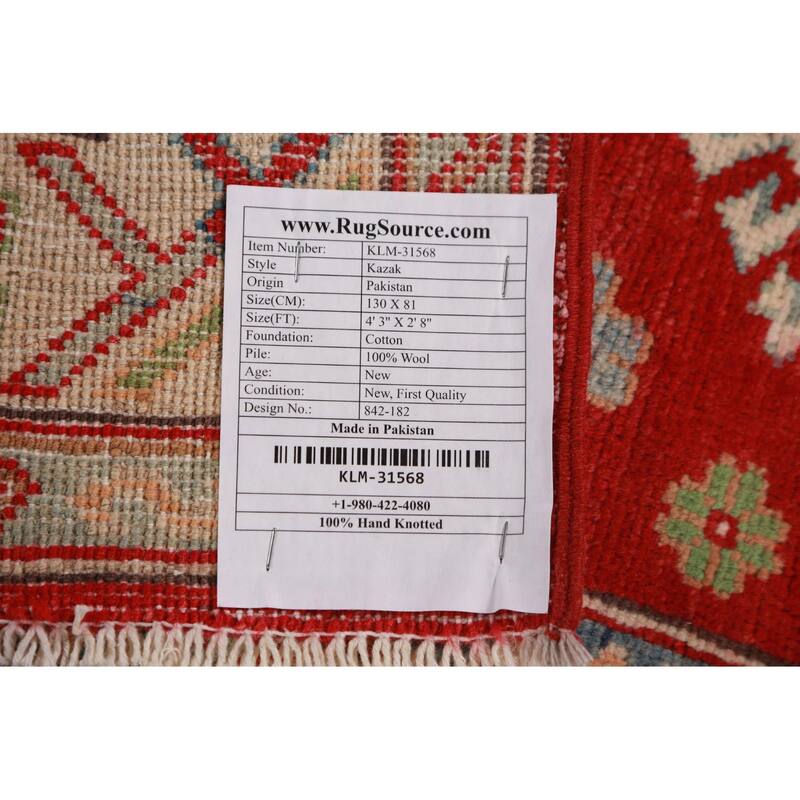 www.RugSource.com
Item Number: KLM-31568
Style Kazak
Origin Pakistan
Size(CM): 130 X 81
Size(FT): 4' 3" X 2' 8"
Foundation: Cotton
Pile: 100% Wool
Age: New
Condition: New, First Quality
Design No.: 842-182
Made in Pakistan
KLM-31568
+1-980-422-4080
100% Hand Knotted